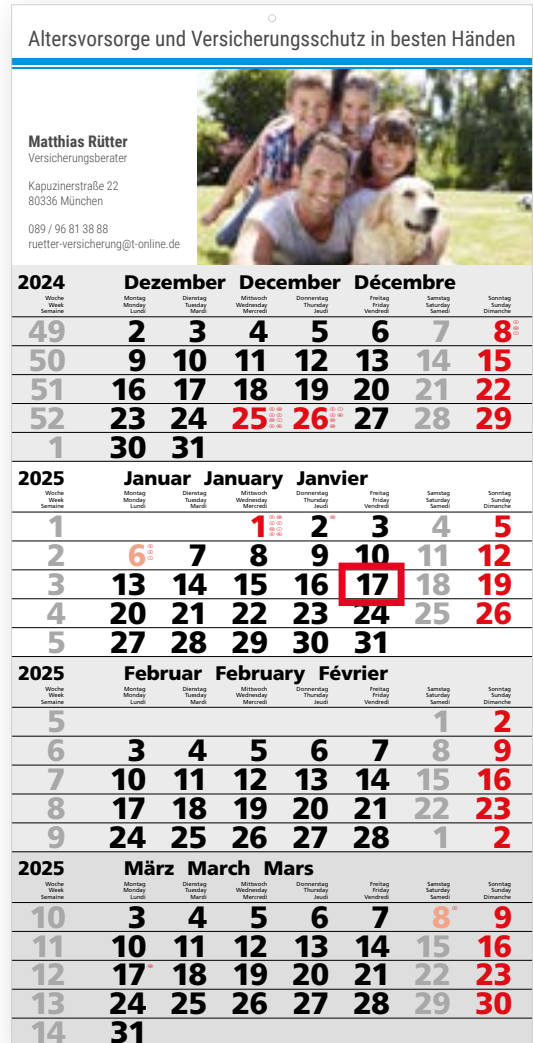 Altersvorsorge und Versicherungsschutz in besten Händen
Matthias Rütter
Versicherungsberater
Kapuzinerstraße 22
80336 München
089 / 96 81 38 88
ruetter-versicherung@t-online.de
2024 Dezember December Décembre
Woche Montag Dienstag Mittwoch Donnerstag Freitag Samstag Sonntag
Week Monday Tuesday Wednesday Thursday Friday Saturday Sunday
Semaine Lundi Mardi Mercredi Jeudi Vendredi Samedi Dimanche
49 2 3 4 5 6 7 8
50 9 10 11 12 13 14 15
51 16 17 18 19 20 21 22
52 23 24 25 26 27 28 29
1 30 31
2025 Januar January Janvier
Woche Montag Dienstag Mittwoch Donnerstag Freitag Samstag Sonntag
Week Monday Tuesday Wednesday Thursday Friday Saturday Sunday
Semaine Lundi Mardi Mercredi Jeudi Vendredi Samedi Dimanche
1 1 2 3 4 5
2 6 7 8 9 10 11 12
3 13 14 15 16 17 18 19
4 20 21 22 23 24 25 26
5 27 28 29 30 31
2025 Februar February Février
Woche Montag Dienstag Mittwoch Donnerstag Freitag Samstag Sonntag
Week Monday Tuesday Wednesday Thursday Friday Saturday Sunday
Semaine Lundi Mardi Mercredi Jeudi Vendredi Samedi Dimanche
5 1 2
6 3 4 5 6 7 8 9
7 10 11 12 13 14 15 16
8 17 18 19 20 21 22 23
9 24 25 26 27 28 1 2
2025 März March Mars
Woche Montag Dienstag Mittwoch Donnerstag Freitag Samstag Sonntag
Week Monday Tuesday Wednesday Thursday Friday Saturday Sunday
Semaine Lundi Mardi Mercredi Jeudi Vendredi Samedi Dimanche
10 3 4 5 6 7 8 9
11 10 11 12 13 14 15 16
12 17 18 19 20 21 22 23
13 24 25 26 27 28 29 30
14 31